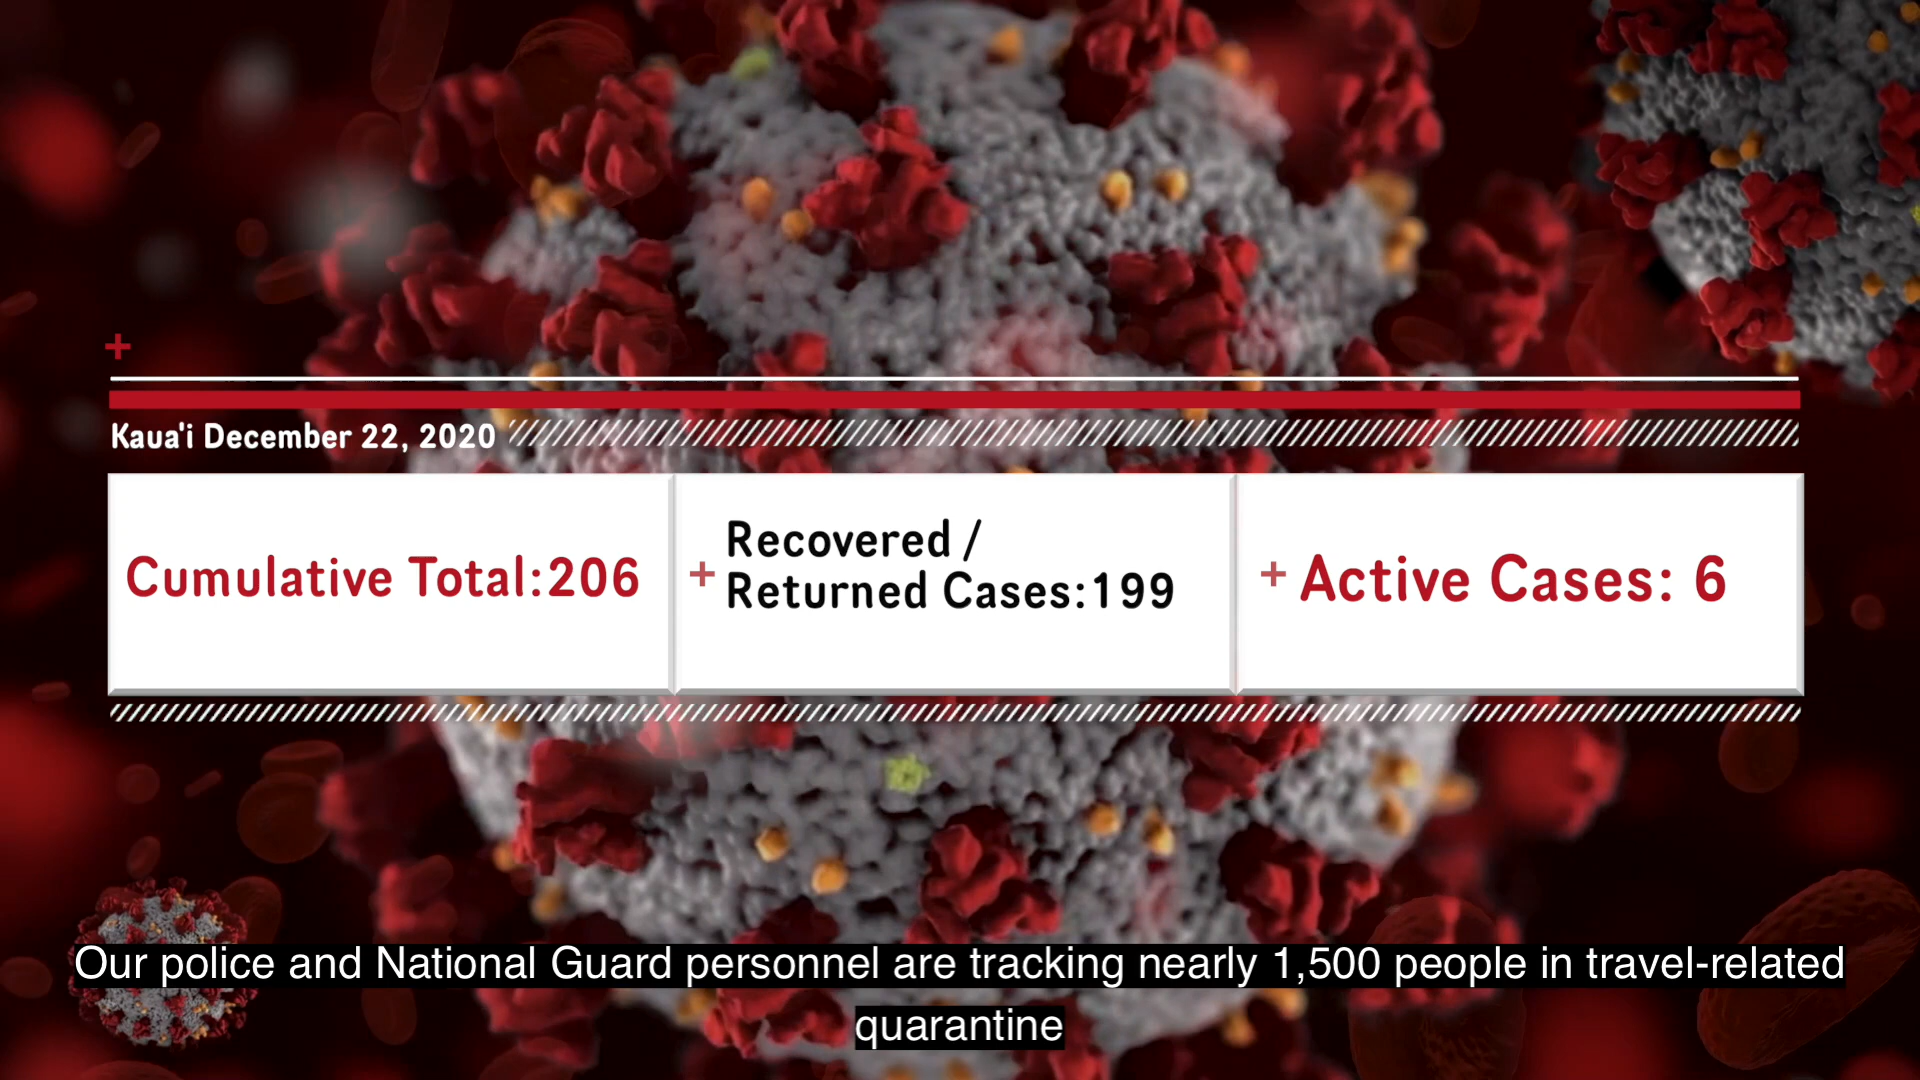 Kaua'i December 22, 2020
Cumulative Total:206
+ Recovered /
Returned Cases:199
+ Active Cases: 6
Our police and National Guard personnel are tracking nearly 1,500 people in travel-related
quarantine